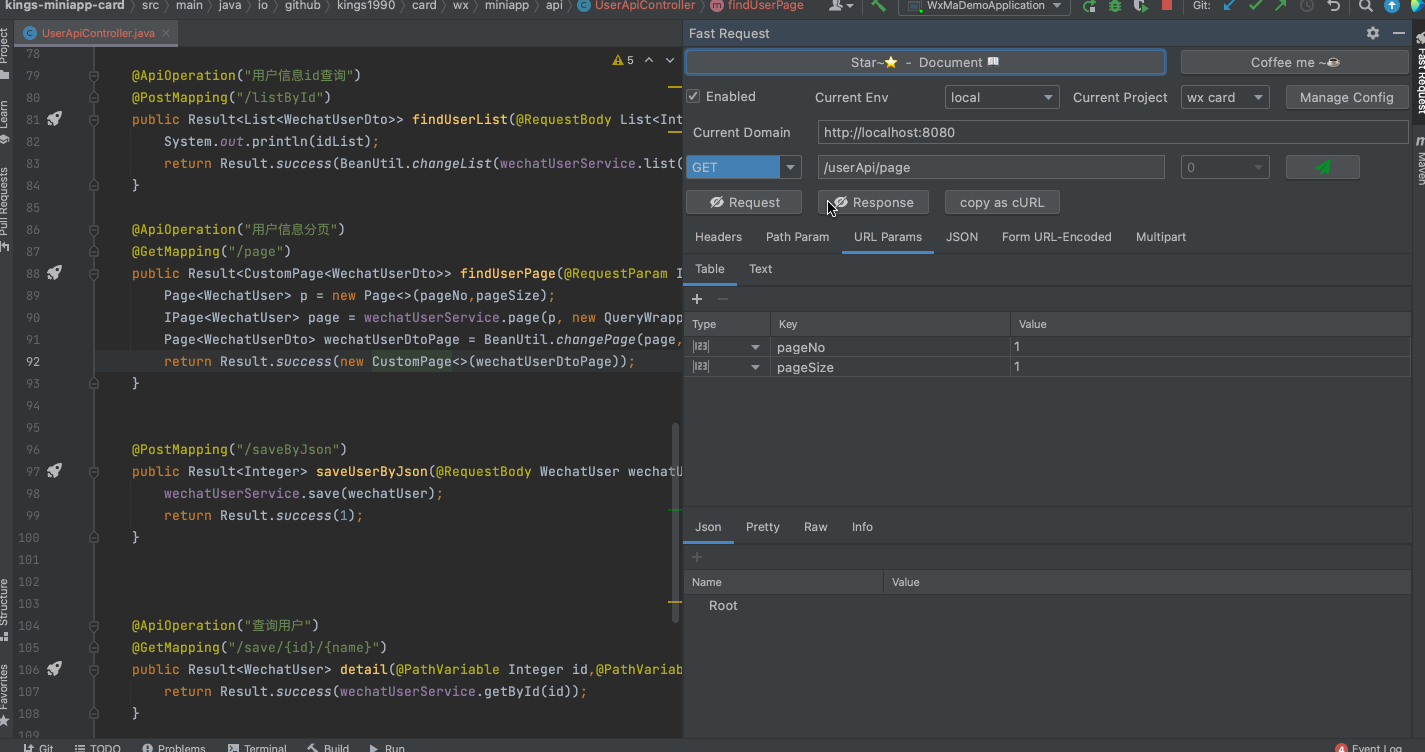 kings-miniapp-card src main java io github kings1990 card wx miniapp api UserApiController findUserPage WxMaDemoApplication Git:
UserApiController.java
Project
Learn
Pull Requests
Structure
Favorites
5
78
79 @ApiOperation("用户信息id查询")
80 @PostMapping("/listById")
81 public Result<List<WechatUserDto>> findUserList(@RequestBody List<Int
82 System.out.println(idList);
83 return Result.success(BeanUtil.changeList(wechatUserService.list(
84 }
85
86 @ApiOperation("用户信息分页")
87 @GetMapping("/page")
88 public Result<CustomPage<WechatUserDto>> findUserPage(@RequestParam I
89 Page<WechatUser> p = new Page<>(pageNo,pageSize);
90 IPage<WechatUser> page = wechatUserService.page(p, new QueryWrapp
91 Page<WechatUserDto> wechatUserDtoPage = BeanUtil.changePage(page,
92 return Result.success(new CustomPage<>(wechatUserDtoPage));
93 }
94
95
96 @PostMapping("/saveByJson")
97 public Result<Integer> saveUserByJson(@RequestBody WechatUser wechatU
98 wechatUserService.save(wechatUser);
99 return Result.success(1);
100 }
101
102
103
104 @ApiOperation("查询用户")
105 @GetMapping("/save/{id}/{name}")
106 public Result<WechatUser> detail(@PathVariable Integer id,@PathVariab
107 return Result.success(wechatUserService.getById(id));
108 }
109
Fast Request
Star~⭐ - Document 📖
Coffee me ~☕
Enabled Current Env local Current Project wx card Manage Config
Current Domain http://localhost:8080
GET /userApi/page 0
Request Response copy as cURL
Headers Path Param URL Params JSON Form URL-Encoded Multipart
Table Text
Type Key Value
123 pageNo 1
123 pageSize 1
Json Pretty Raw Info
Name Value
Root
Fast Request
Maven
Git TODO Problems Terminal Build Run
4 Event Log